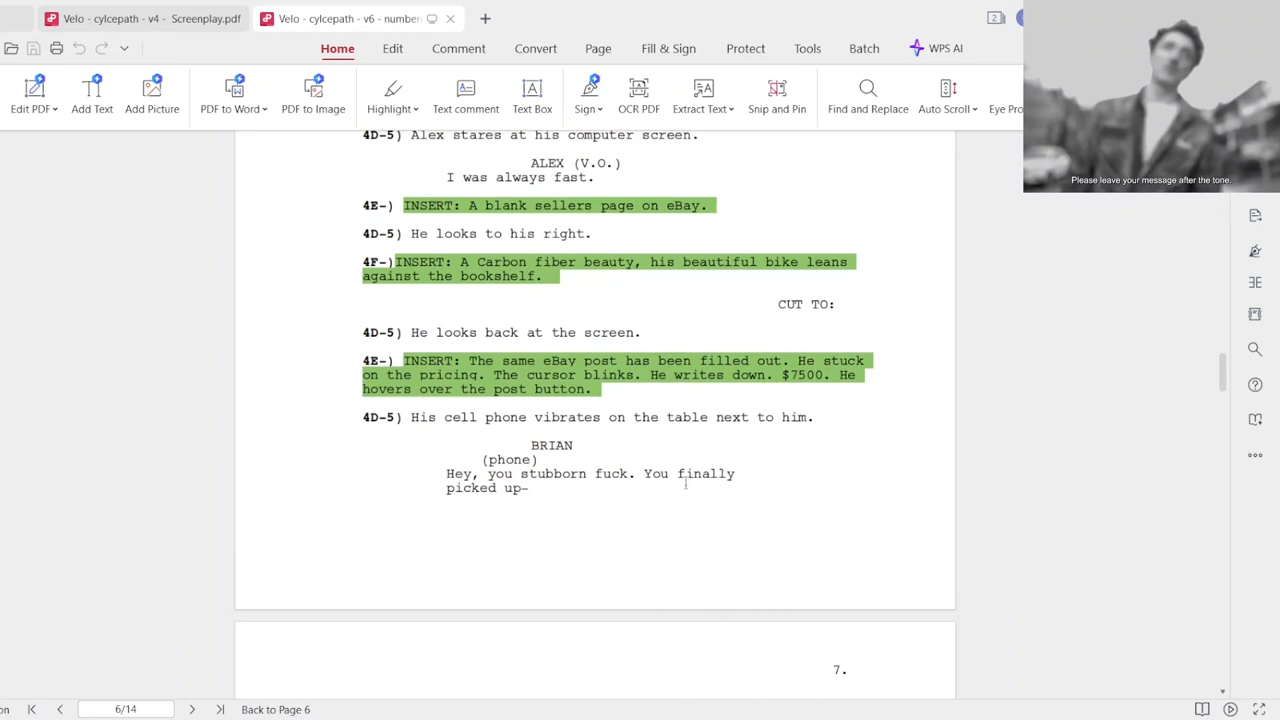 Velo - cylcepath - v4 - Screenplay.pdf
Velo - cylcepath - v6 - number
2
Home
Edit
Comment
Convert
Page
Fill & Sign
Protect
Tools
Batch
WPS AI
Edit PDF
Add Text
Add Picture
PDF to Word
PDF to Image
Highlight
Text comment
Text Box
Sign
OCR PDF
Extract Text
Snip and Pin
Find and Replace
Auto Scroll
Eye Pro
Please leave your message after the tone.
4D-5) Alex stares at his computer screen.
ALEX (V.O.)
I was always fast.
4E-) INSERT: A blank sellers page on eBay.
4D-5) He looks to his right.
4F-)INSERT: A Carbon fiber beauty, his beautiful bike leans
against the bookshelf.
CUT TO:
4D-5) He looks back at the screen.
4E-) INSERT: The same eBay post has been filled out. He stuck
on the pricing. The cursor blinks. He writes down. $7500. He
hovers over the post button.
4D-5) His cell phone vibrates on the table next to him.
BRIAN
(phone)
Hey, you stubborn fuck. You finally
picked up—
7.
on
6/14
Back to Page 6